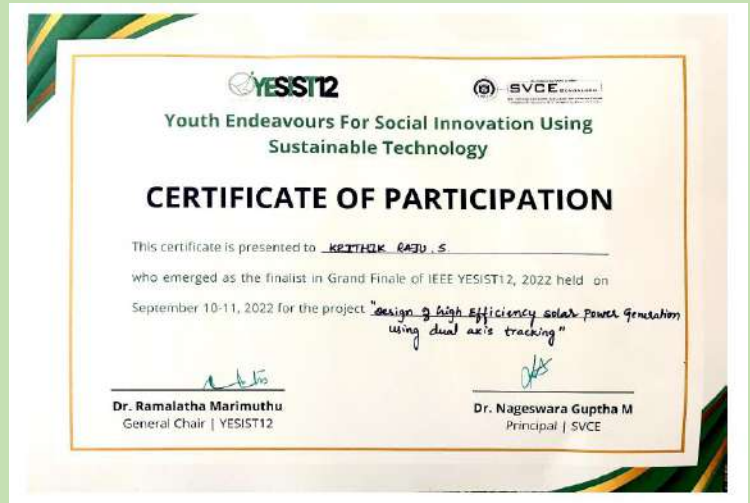 YESIST12
SVCE BENGALURU
Youth Endeavours For Social Innovation Using
Sustainable Technology
CERTIFICATE OF PARTICIPATION
This certificate is presented to KRITHIK RAJU . S
who emerged as the finalist in Grand Finale of IEEE YESIST12, 2022 held on
September 10-11, 2022 for the project "Design of high Efficiency solar Power Generation
using dual axis tracking"
Dr. Ramalatha Marimuthu
Dr. Nageswara Guptha M
General Chair | YESIST12
Principal | SVCE